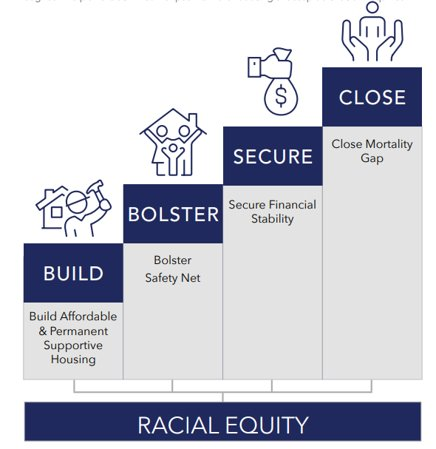 CLOSE
Close Mortality
Gap
SECURE
Secure Financial
Stability
BOLSTER
Bolster
Safety Net
BUILD
Build Affordable
& Permanent
Supportive
Housing
$
RACIAL EQUITY